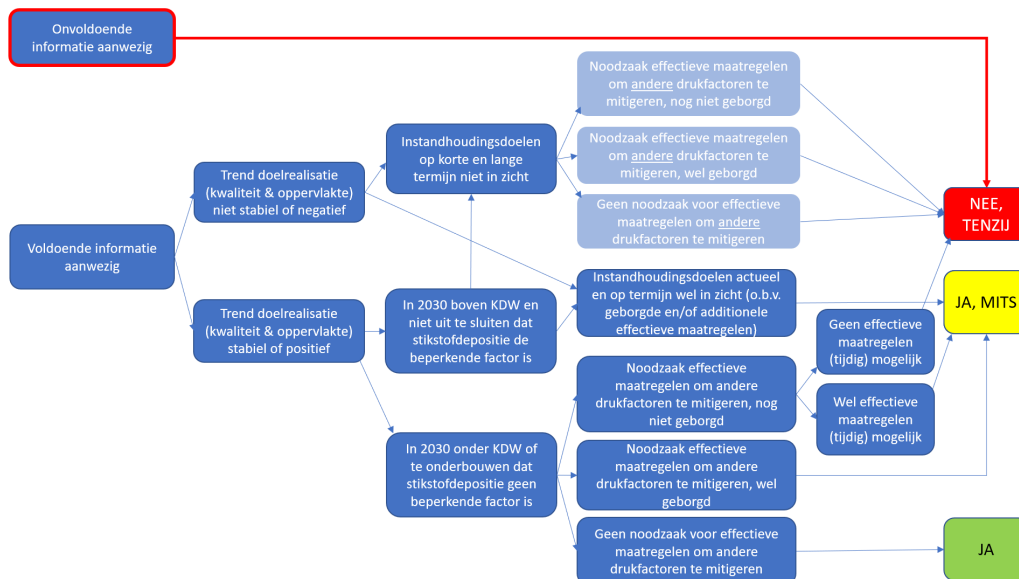 Onvoldoende
informatie aanwezig
Noodzaak effectieve maatregelen
om andere drukfactoren te
mitigeren, nog niet geborgd
Instandhoudingsdoelen
op korte en lange
termijn niet in zicht
Noodzaak effectieve maatregelen
om andere drukfactoren te
mitigeren, wel geborgd
Trend doelrealisatie
(kwaliteit & oppervlakte)
niet stabiel of negatief
Geen noodzaak voor effectieve
maatregelen om andere
drukfactoren te mitigeren
NEE,
TENZIJ
Voldoende informatie
aanwezig
Instandhoudingsdoelen actueel
en op termijn wel in zicht (o.b.v.
geborgde en/of additionele
effectieve maatregelen)
JA, MITS
Trend doelrealisatie
(kwaliteit & oppervlakte)
stabiel of positief
In 2030 boven KDW en
niet uit te sluiten dat
stikstofdepositie de
beperkende factor is
Geen effectieve
maatregelen
(tijdig) mogelijk
Noodzaak effectieve
maatregelen om andere
drukfactoren te mitigeren, nog
niet geborgd
Wel effectieve
maatregelen
(tijdig) mogelijk
In 2030 onder KDW of
te onderbouwen dat
stikstofdepositie geen
beperkende factor is
Noodzaak effectieve
maatregelen om andere
drukfactoren te mitigeren, wel
geborgd
Geen noodzaak voor effectieve
maatregelen om andere
drukfactoren te mitigeren
JA